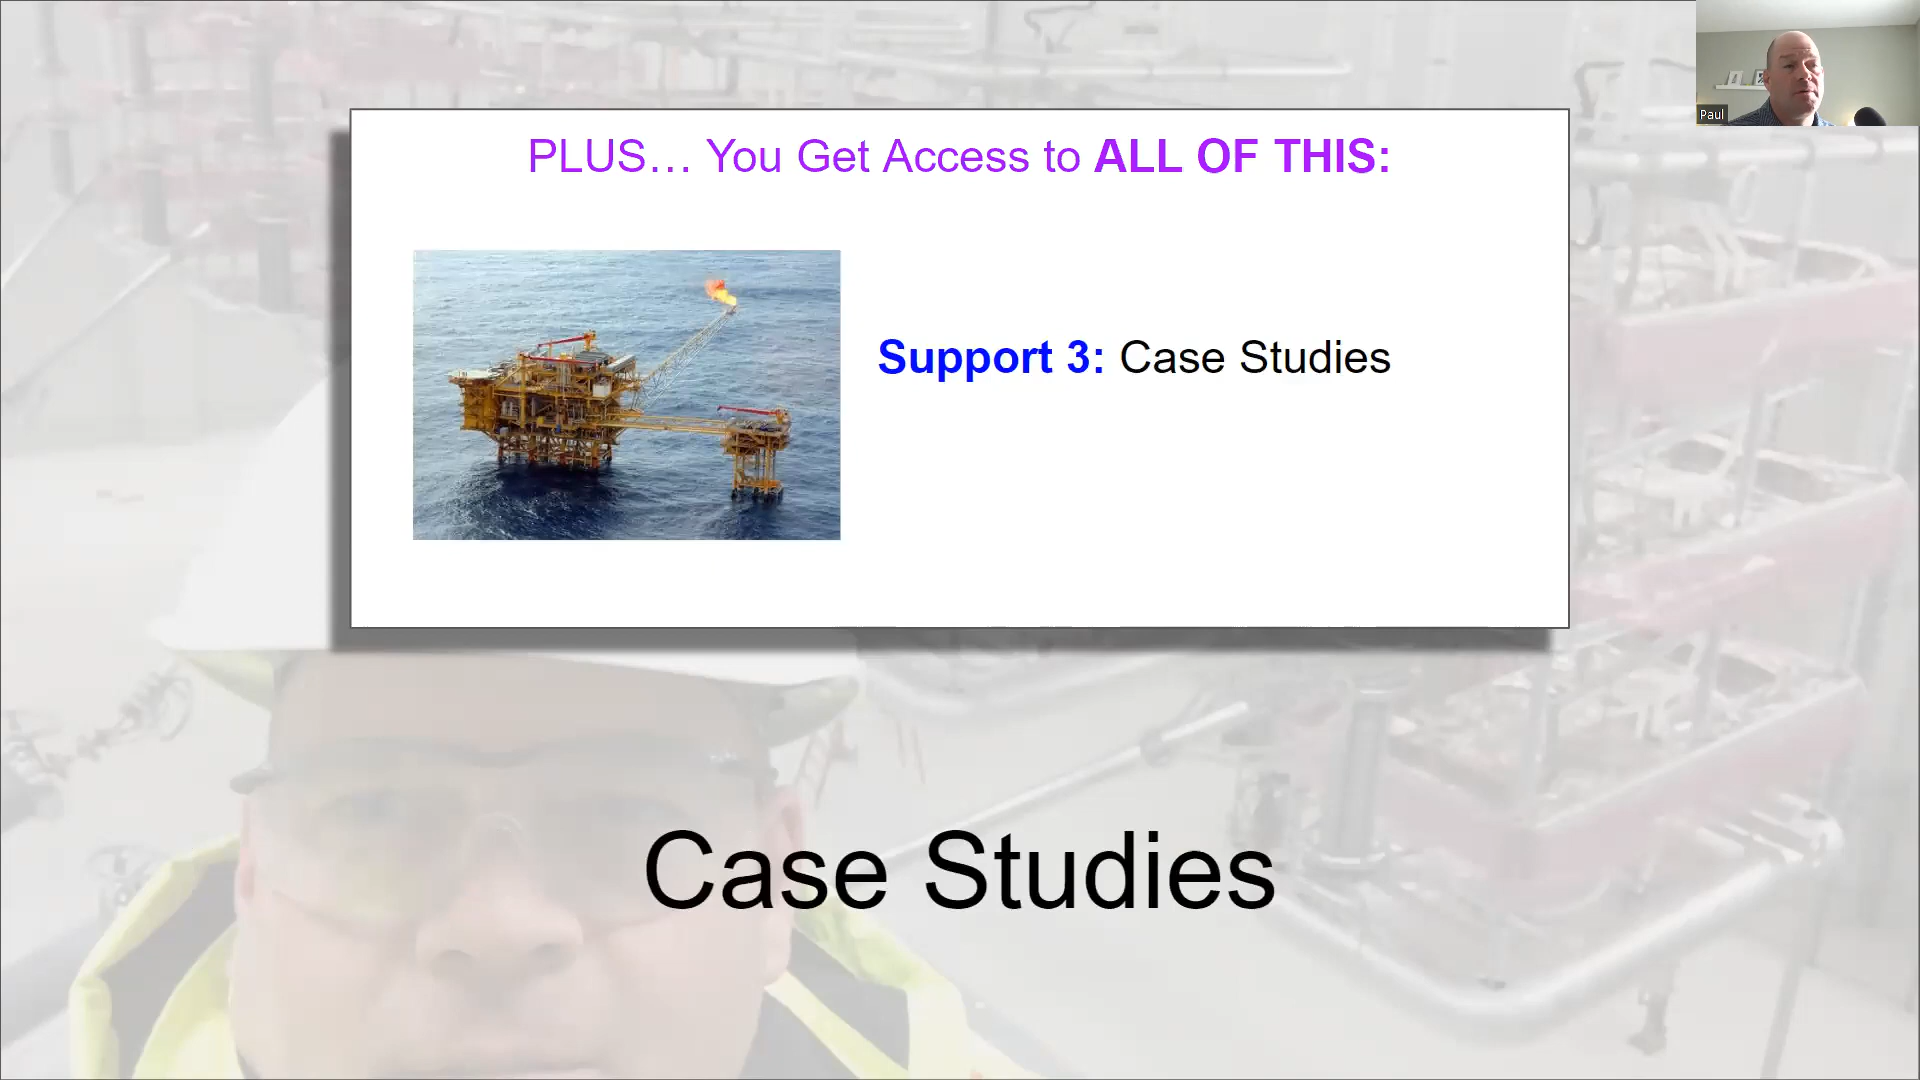 PLUS… You Get Access to ALL OF THIS:
Paul
Support 3: Case Studies
Case Studies